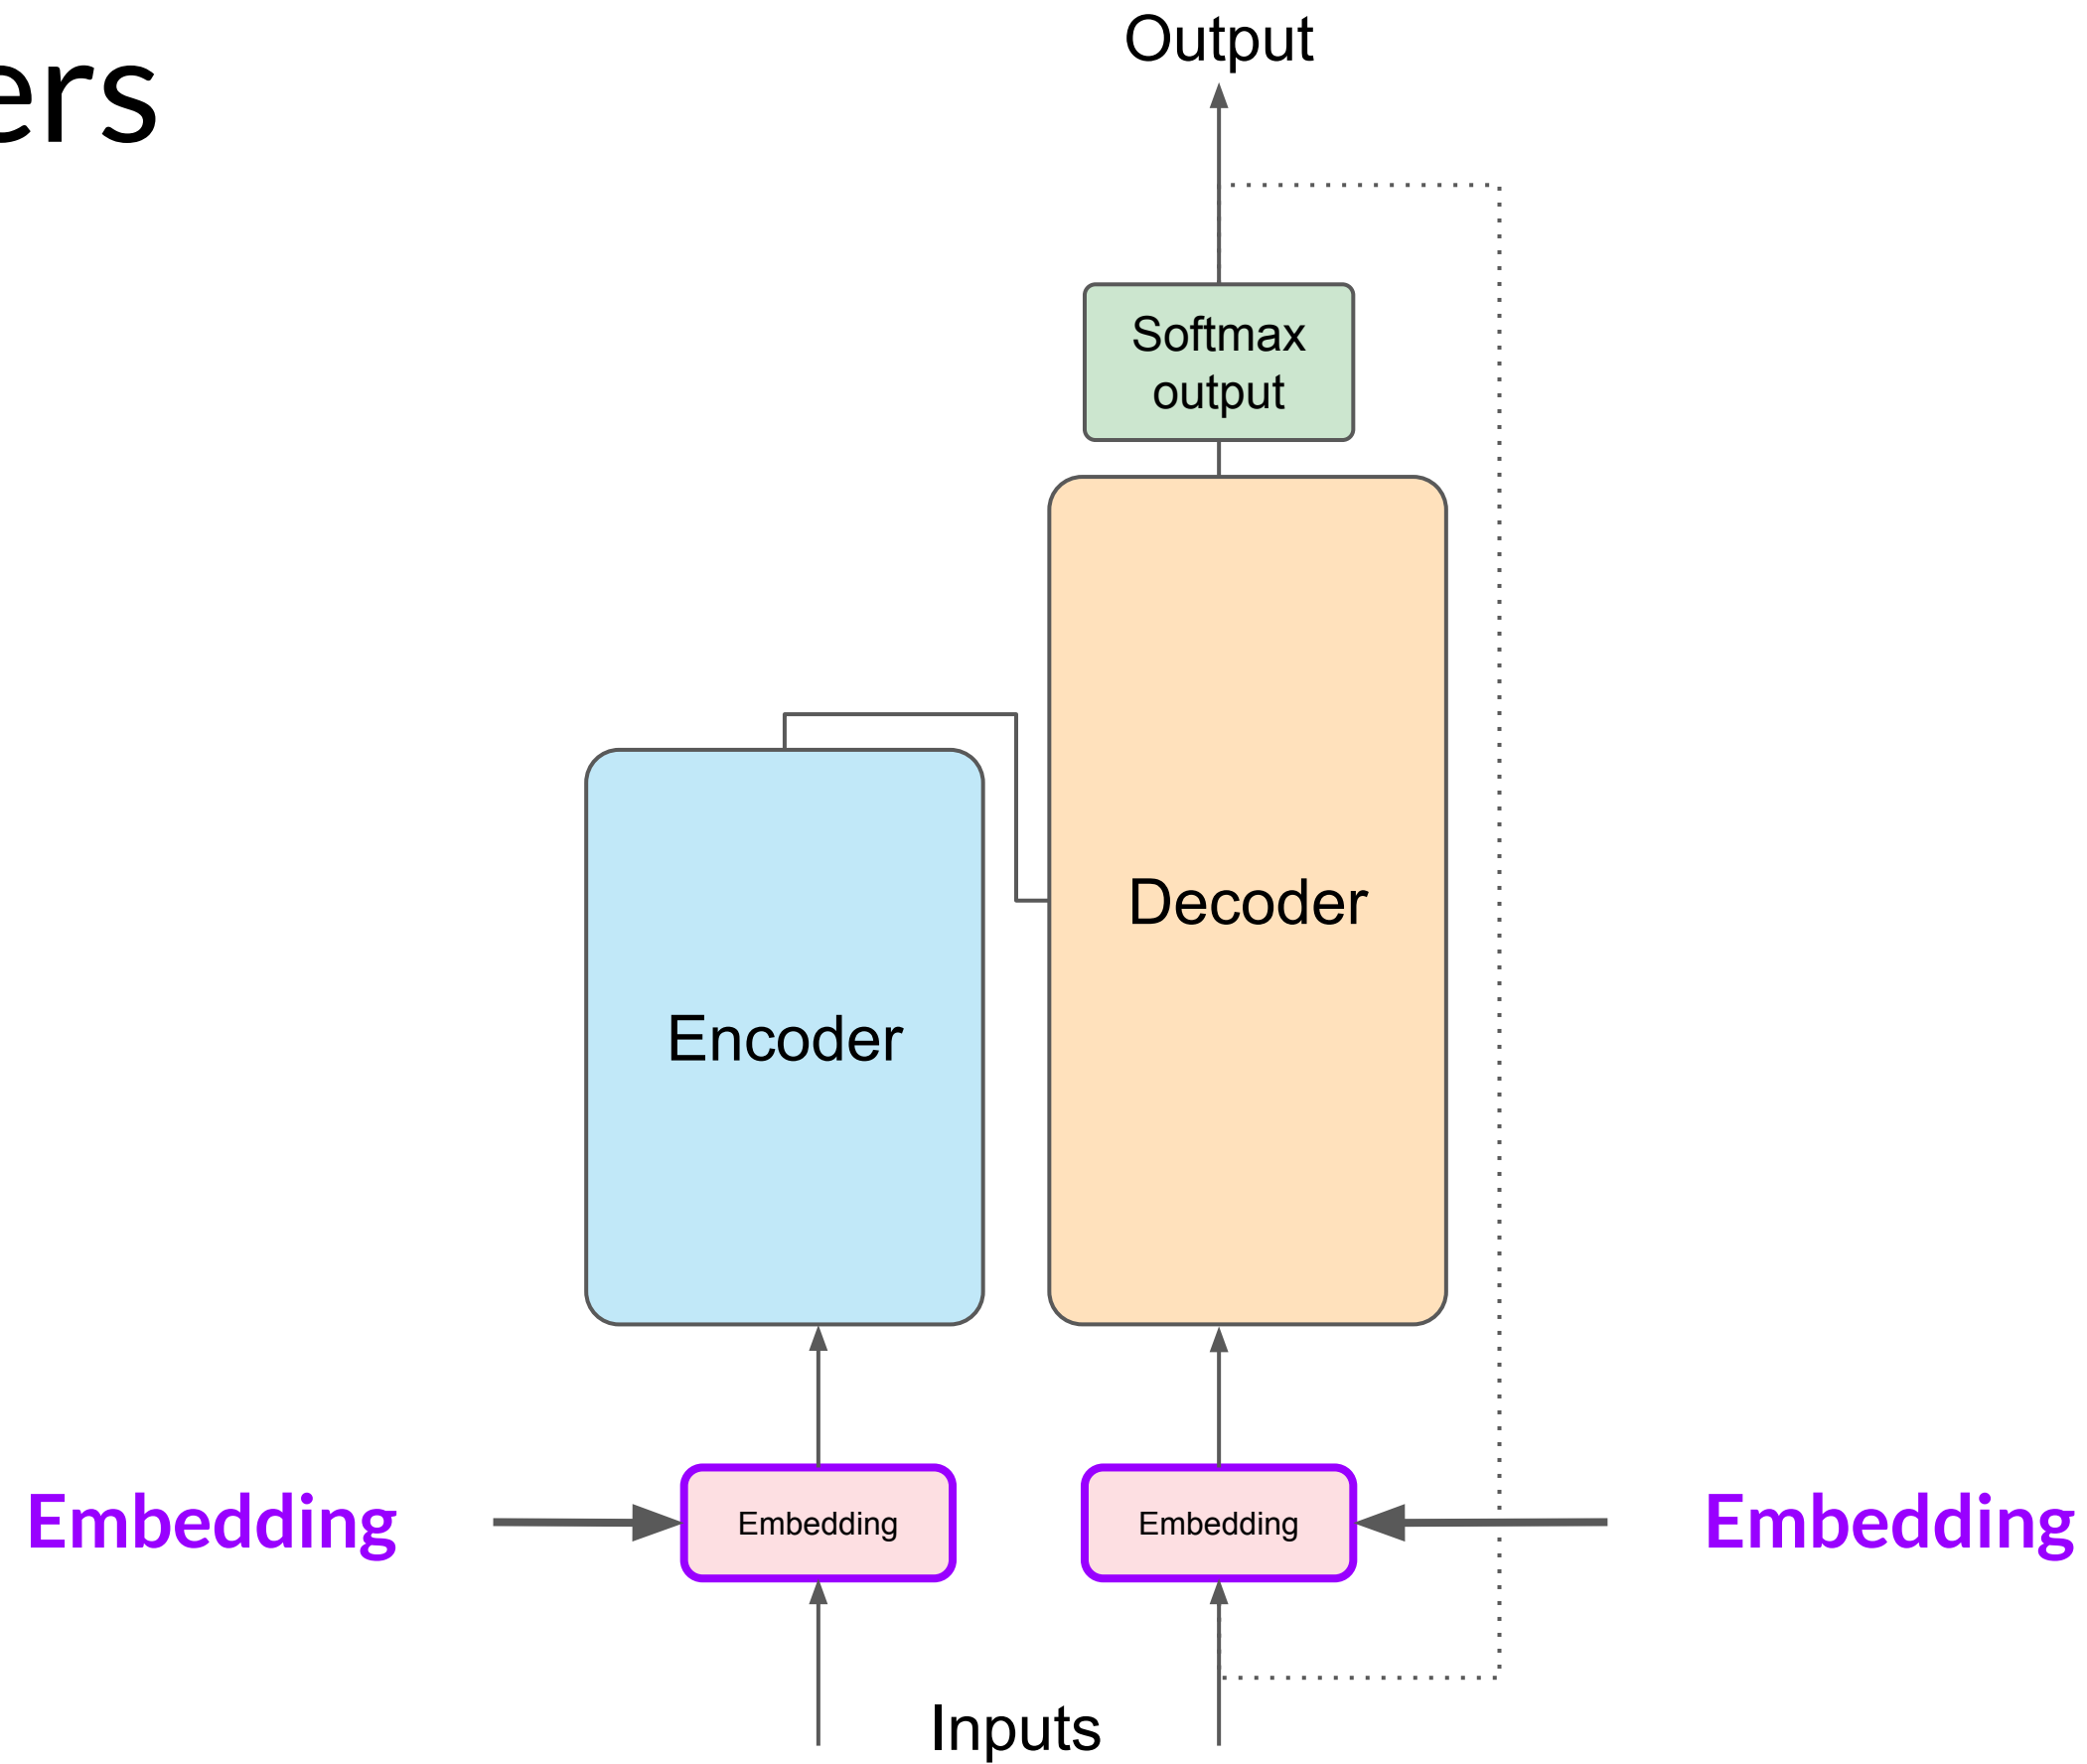 ers
Output
Softmax
output
Decoder
Encoder
Embedding
Embedding
Embedding
Embedding
Inputs